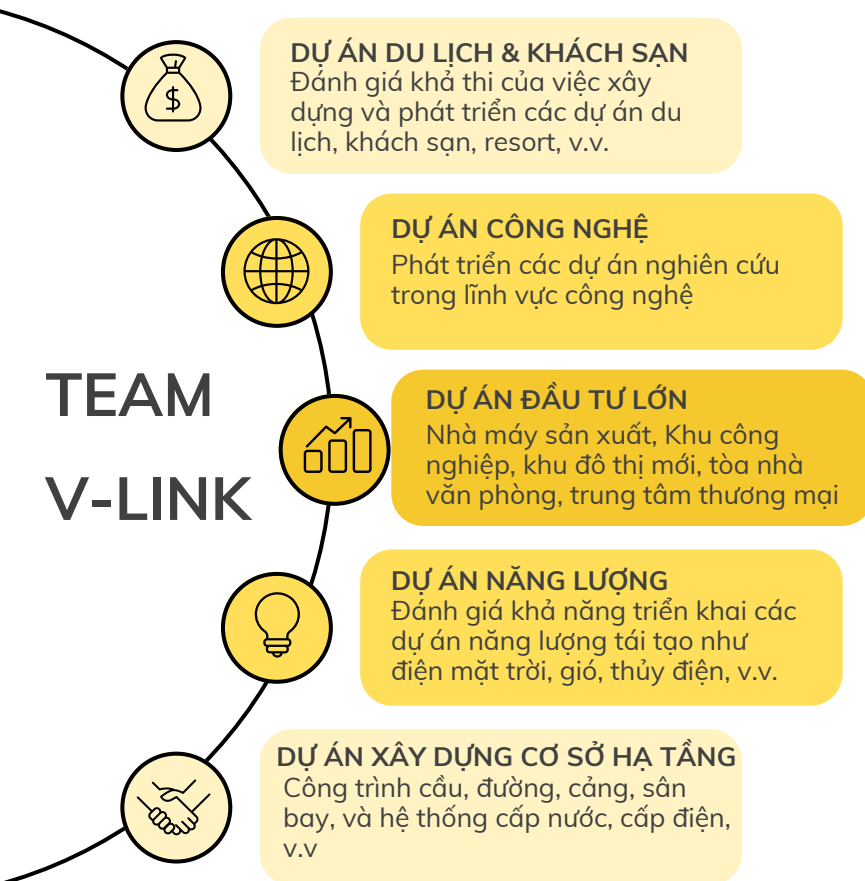 DỰ ÁN DU LỊCH & KHÁCH SẠN
Đánh giá khả thi của việc xây
dựng và phát triển các dự án du
lịch, khách sạn, resort, v.v.
DỰ ÁN CÔNG NGHỆ
Phát triển các dự án nghiên cứu
trong lĩnh vực công nghệ
TEAM
V-LINK
DỰ ÁN ĐẦU TƯ LỚN
Nhà máy sản xuất, Khu công
nghiệp, khu đô thị mới, tòa nhà
văn phòng, trung tâm thương mại
DỰ ÁN NĂNG LƯỢNG
Đánh giá khả năng triển khai các
dự án năng lượng tái tạo như
điện mặt trời, gió, thủy điện, v.v.
DỰ ÁN XÂY DỰNG CƠ SỞ HẠ TẦNG
Công trình cầu, đường, cảng, sân
bay, và hệ thống cấp nước, cấp điện,
v.v